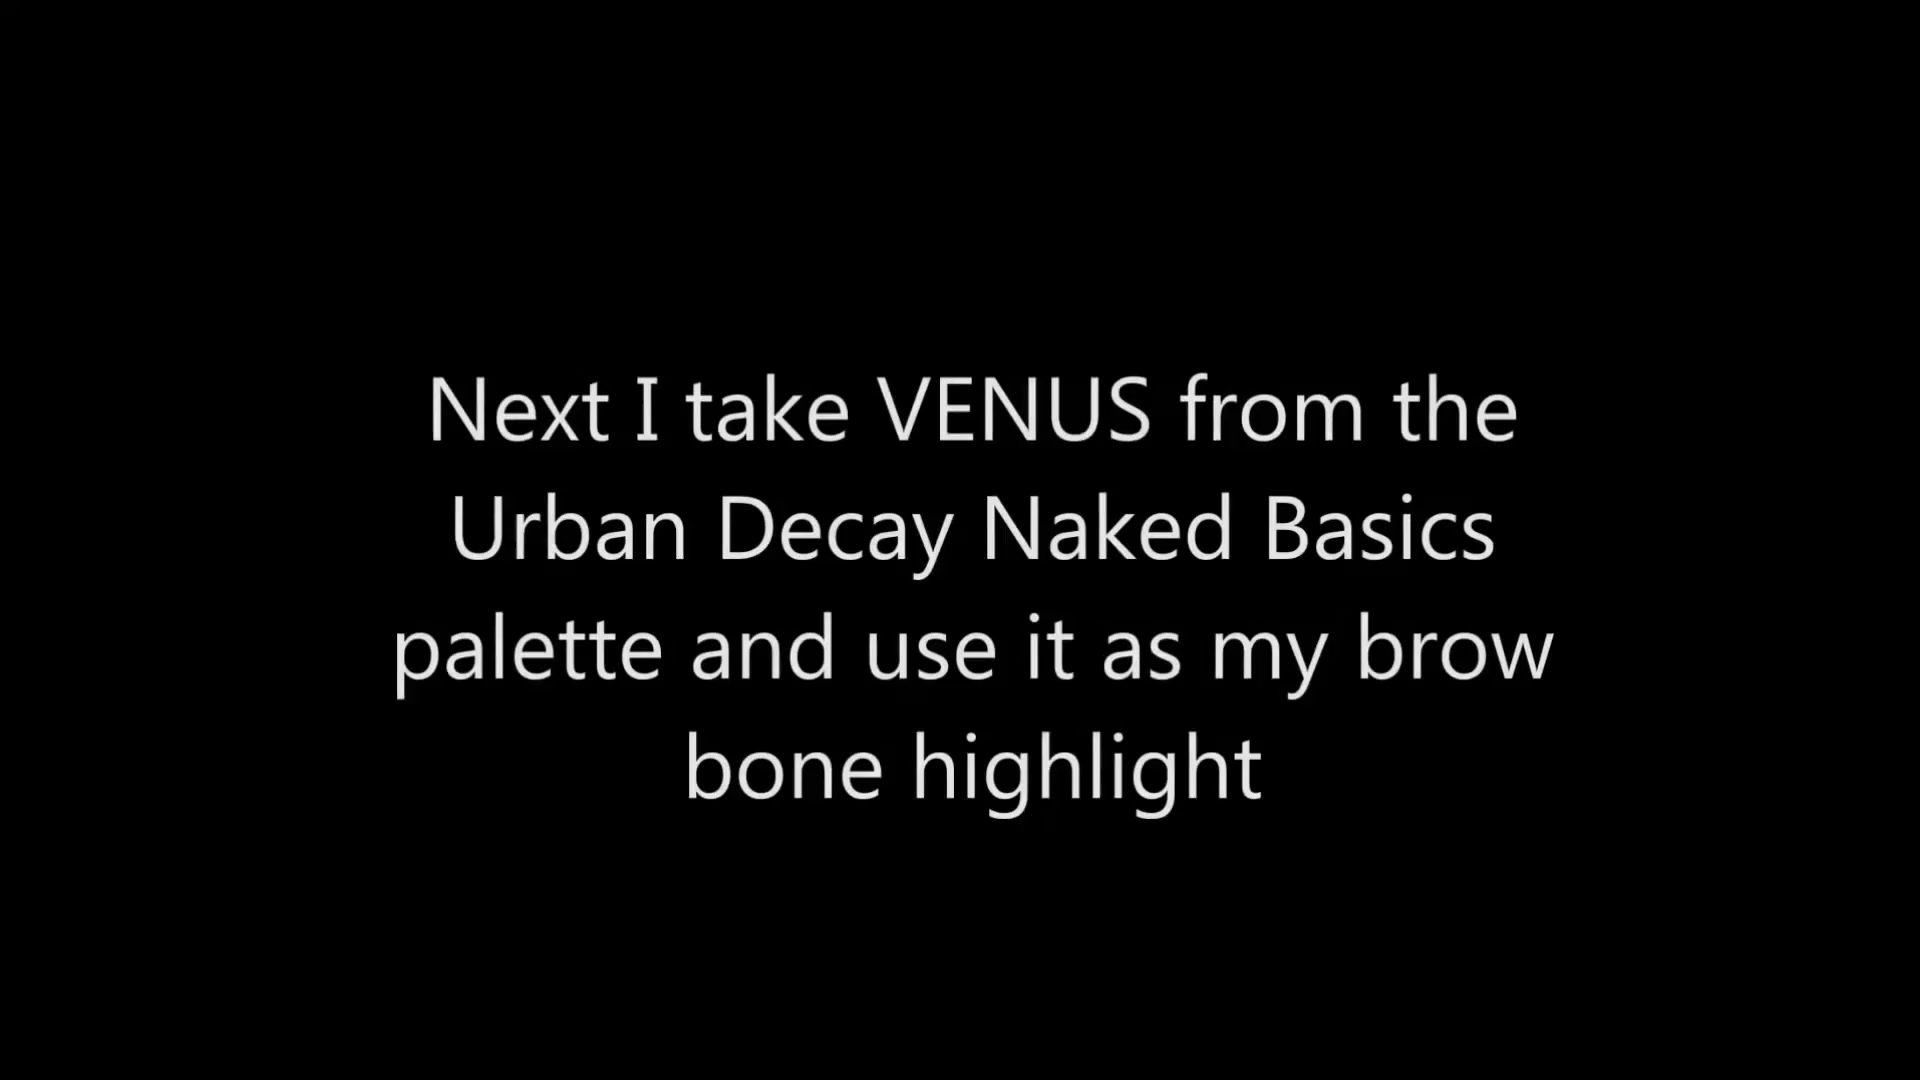 Next I take VENUS from the
Urban Decay Naked Basics
palette and use it as my brow
bone highlight